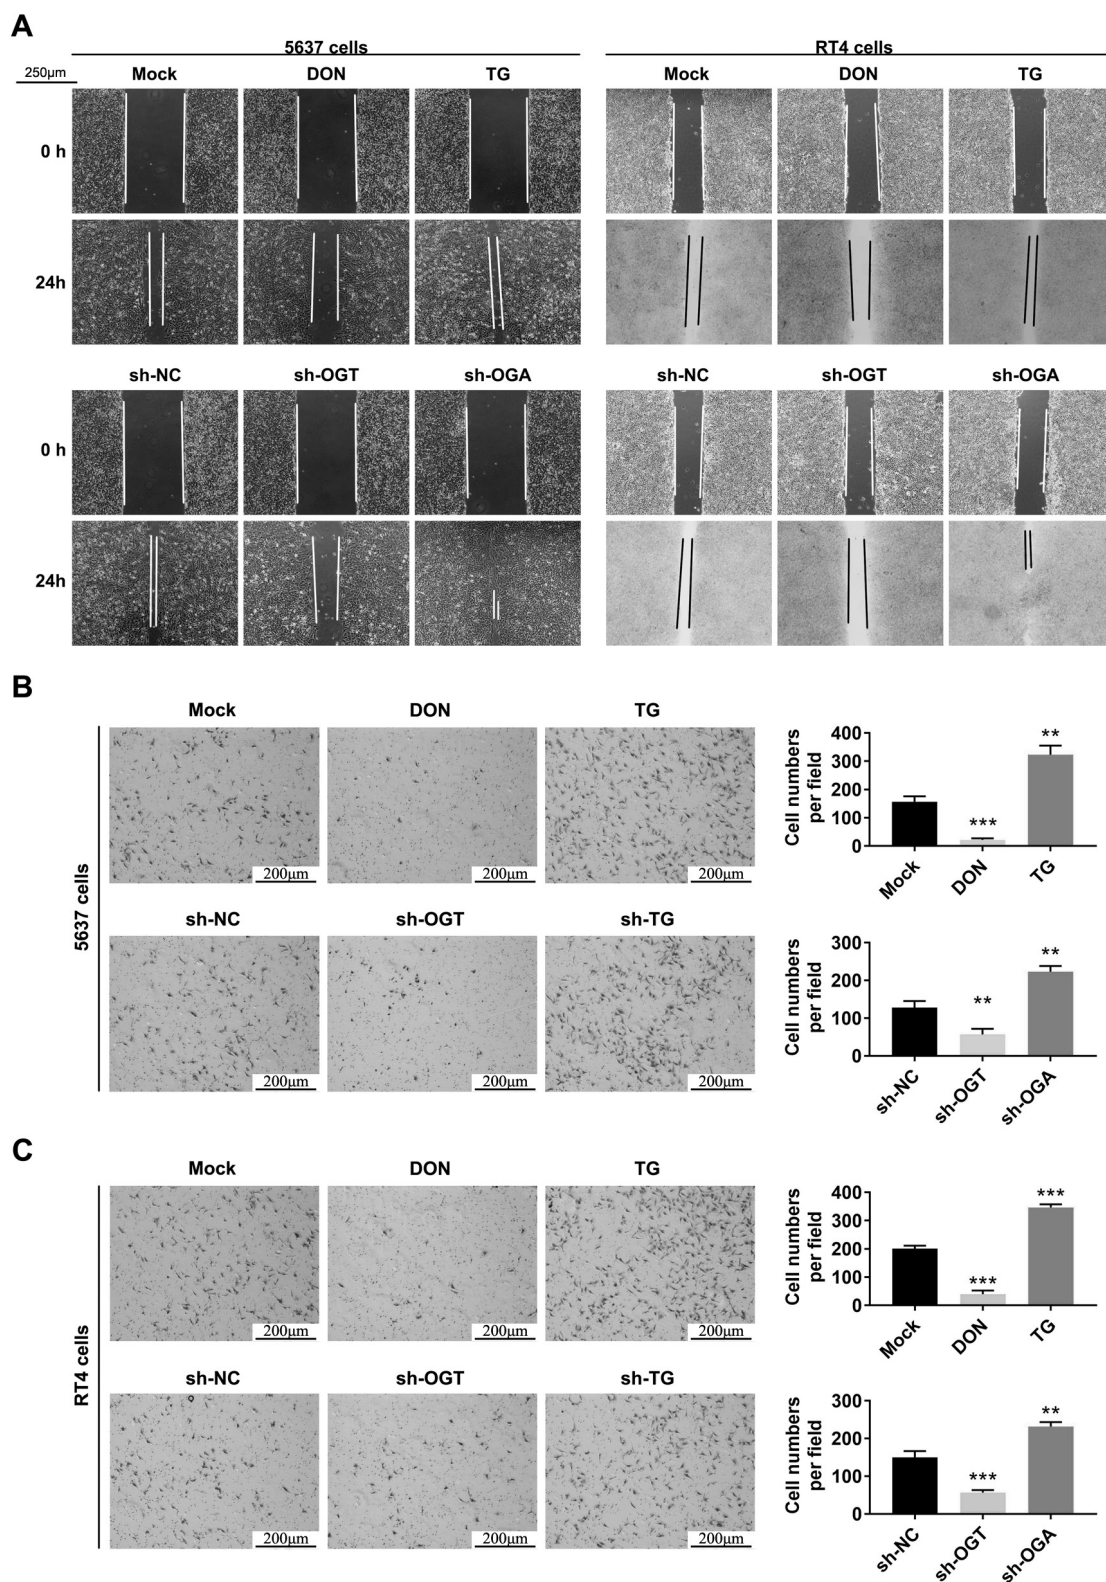 A
5637 cells
RT4 cells
250μm
Mock
DON
TG
Mock
DON
TG
0 h
24h
sh-NC
sh-OGT
sh-OGA
sh-NC
sh-OGT
sh-OGA
0 h
24h
B
5637 cells
Mock
DON
TG
200μm
200μm
200μm
sh-NC
sh-OGT
sh-TG
200μm
200μm
200μm
Cell numbers
per field
400
300
200
100
0
***
**
Mock
DON
TG
Cell numbers
per field
300
200
100
0
**
**
sh-NC
sh-OGT
sh-OGA
C
RT4 cells
Mock
DON
TG
200μm
200μm
200μm
sh-NC
sh-OGT
sh-TG
200μm
200μm
200μm
Cell numbers
per field
400
300
200
100
0
***
***
Mock
DON
TG
Cell numbers
per field
300
200
100
0
***
**
sh-NC
sh-OGT
sh-OGA